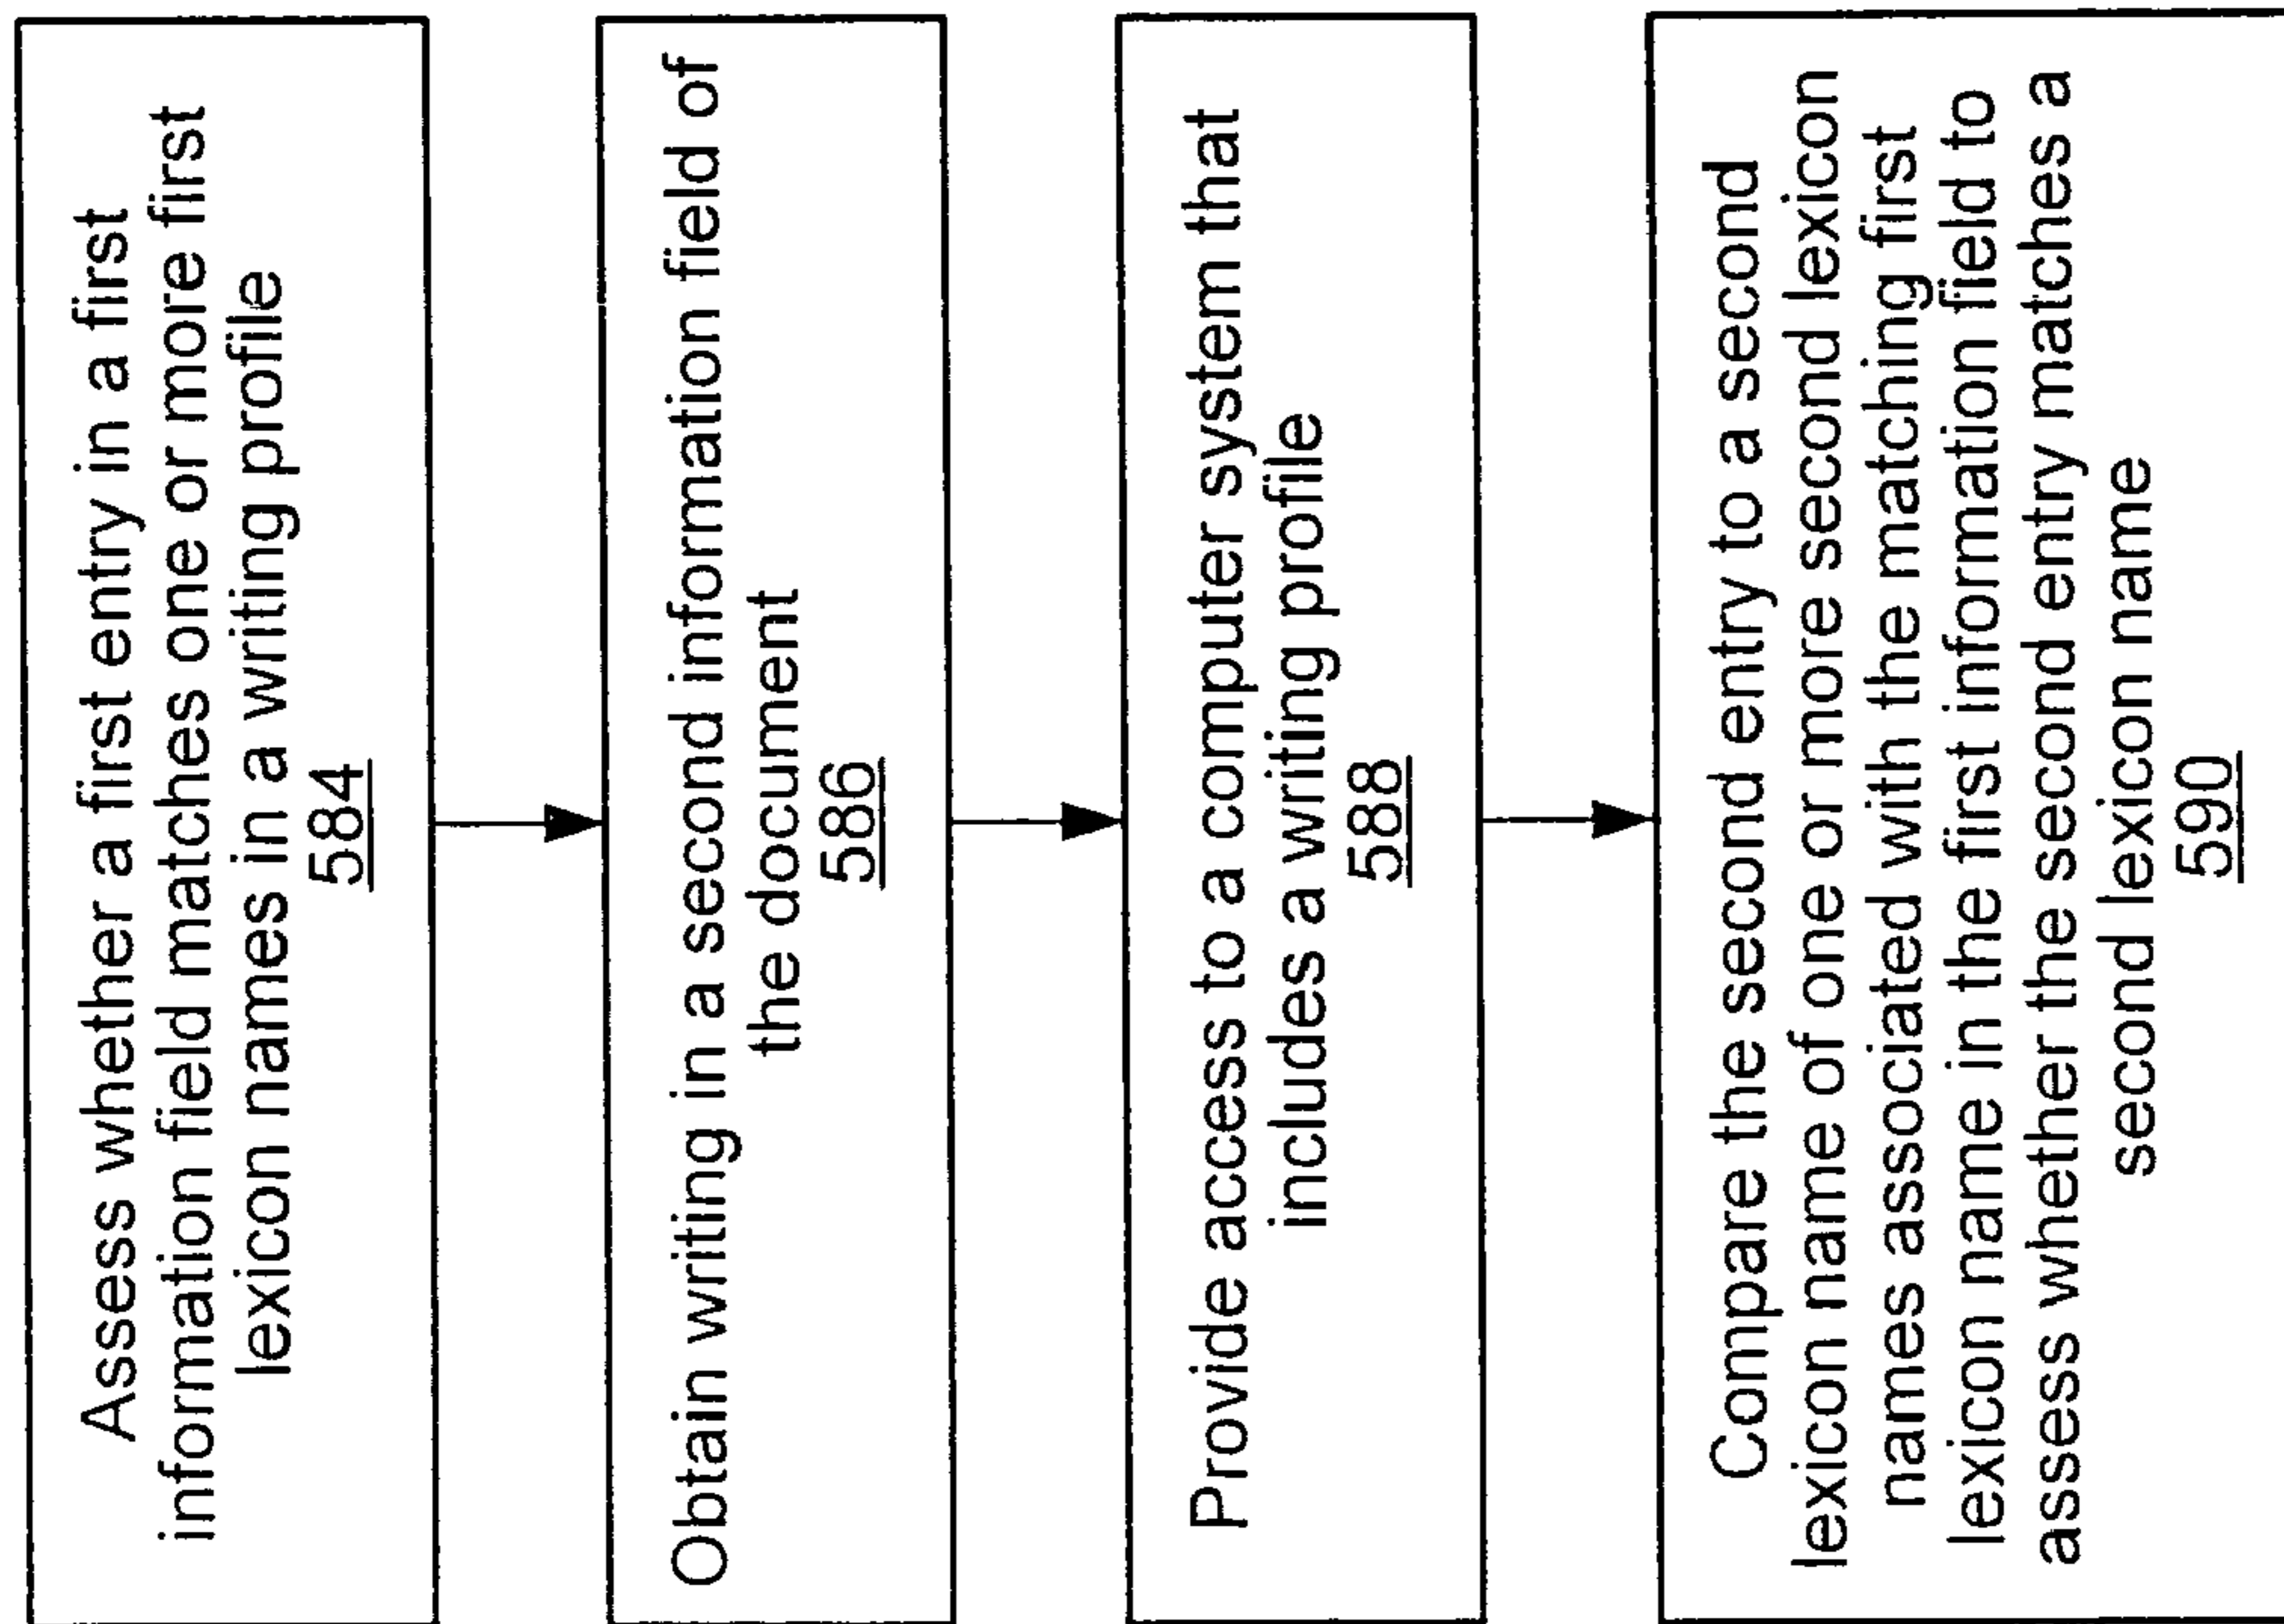 Assess whether a first entry in a first
information field matches one or more first
lexicon names in a writing profile
584
Obtain writing in a second information field of
the document
586
Provide access to a computer system that
includes a writing profile
588
Compare the second entry to a second
lexicon name of one or more second lexicon
names associated with the matching first
lexicon name in the first information field to
assess whether the second entry matches a
second lexicon name
590